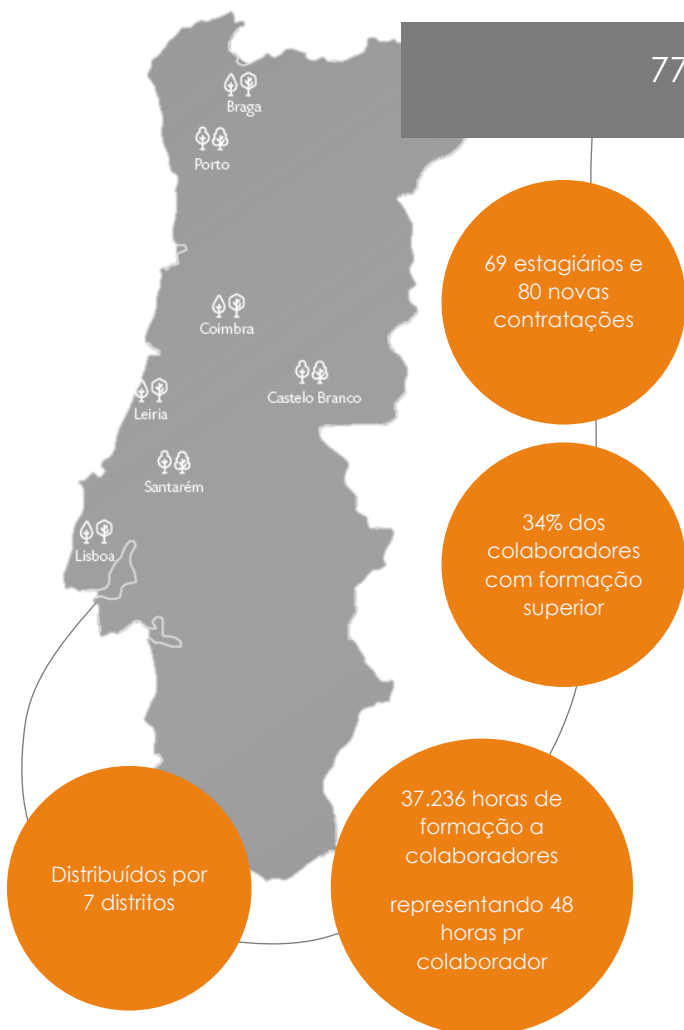 77
Braga
Porto
69 estagiários e
80 novas
contratações
Coimbra
Castelo Branco
Leiria
Santarém
34% dos
colaboradores
com formação
superior
Lisboa
37.236 horas de
formação a
colaboradores
representando 48
horas pr
colaborador
Distribuídos por
7 distritos